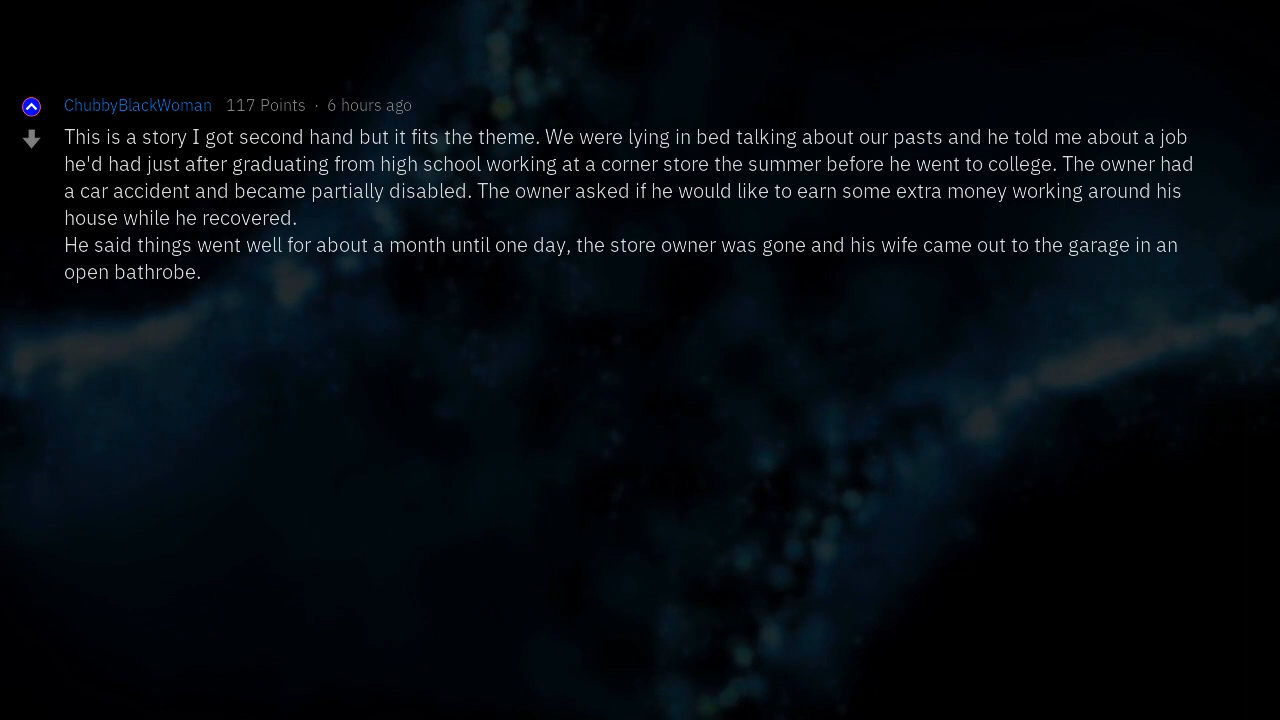 ChubbyBlackWoman 117 Points · 6 hours ago
This is a story I got second hand but it fits the theme. We were lying in bed talking about our pasts and he told me about a job
he'd had just after graduating from high school working at a corner store the summer before he went to college. The owner had
a car accident and became partially disabled. The owner asked if he would like to earn some extra money working around his
house while he recovered.
He said things went well for about a month until one day, the store owner was gone and his wife came out to the garage in an
open bathrobe.